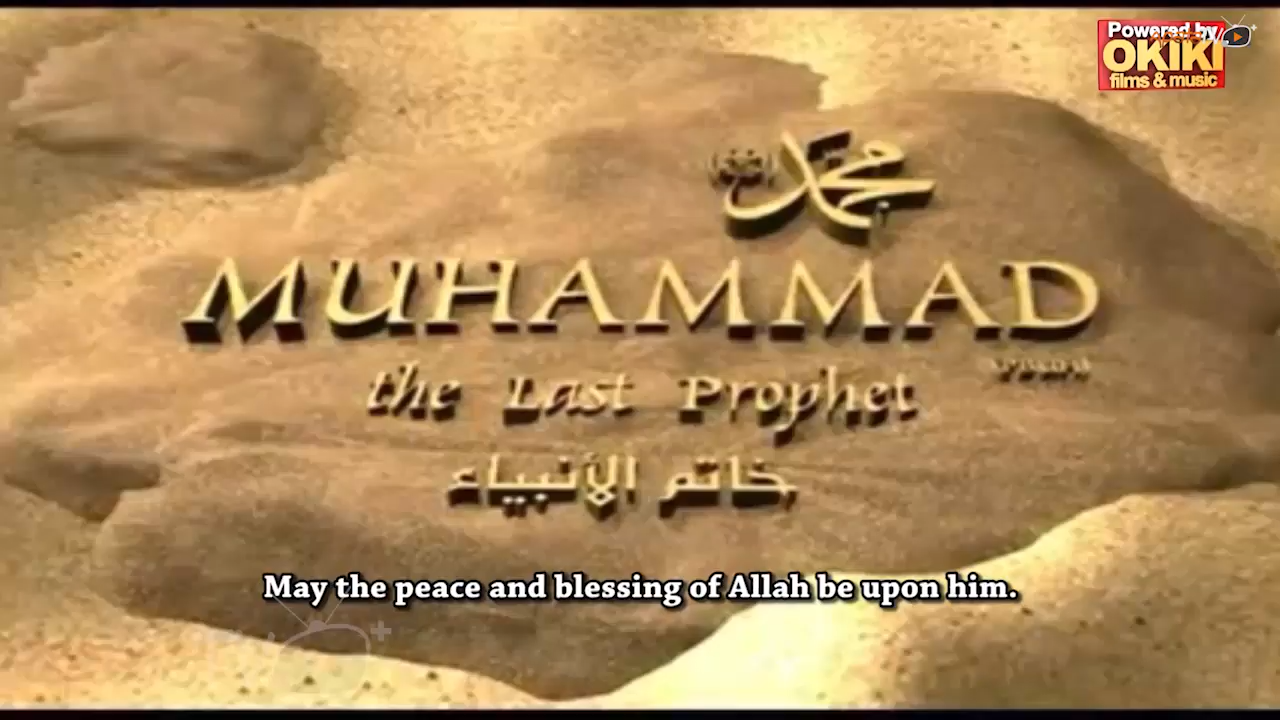 Powered by
OKIKI
films & music
محمد
MUHAMMAD
the Last Prophet
خاتم الأنبياء
May the peace and blessing of Allah be upon him.